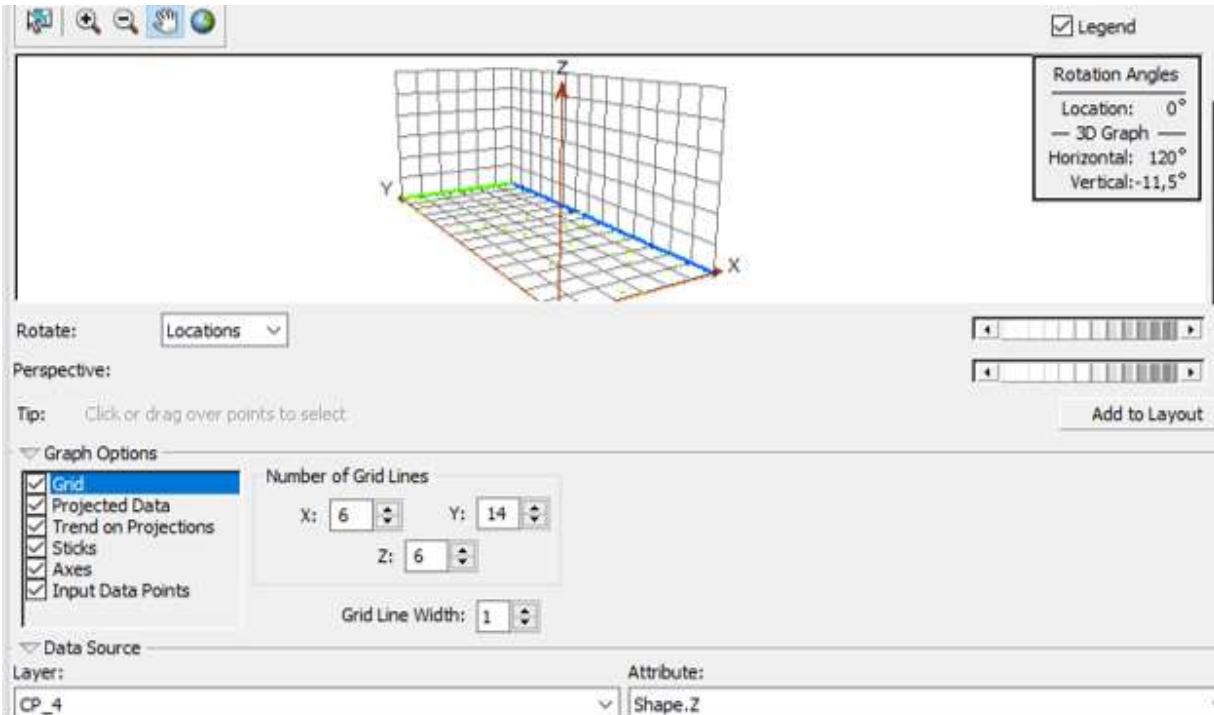 Legend
Z
Rotation Angles
Location: 0°
— 3D Graph —
Horizontal: 120°
Vertical:-11,5°
Y
X
Rotate: Locations
Perspective:
Tip: Click or drag over points to select
Add to Layout
Graph Options
Grid
Projected Data
Trend on Projections
Sticks
Axes
Input Data Points
Number of Grid Lines
X: 6 Y: 14
Z: 6
Grid Line Width: 1
Data Source
Layer: Attribute:
CP_4 Shape.Z